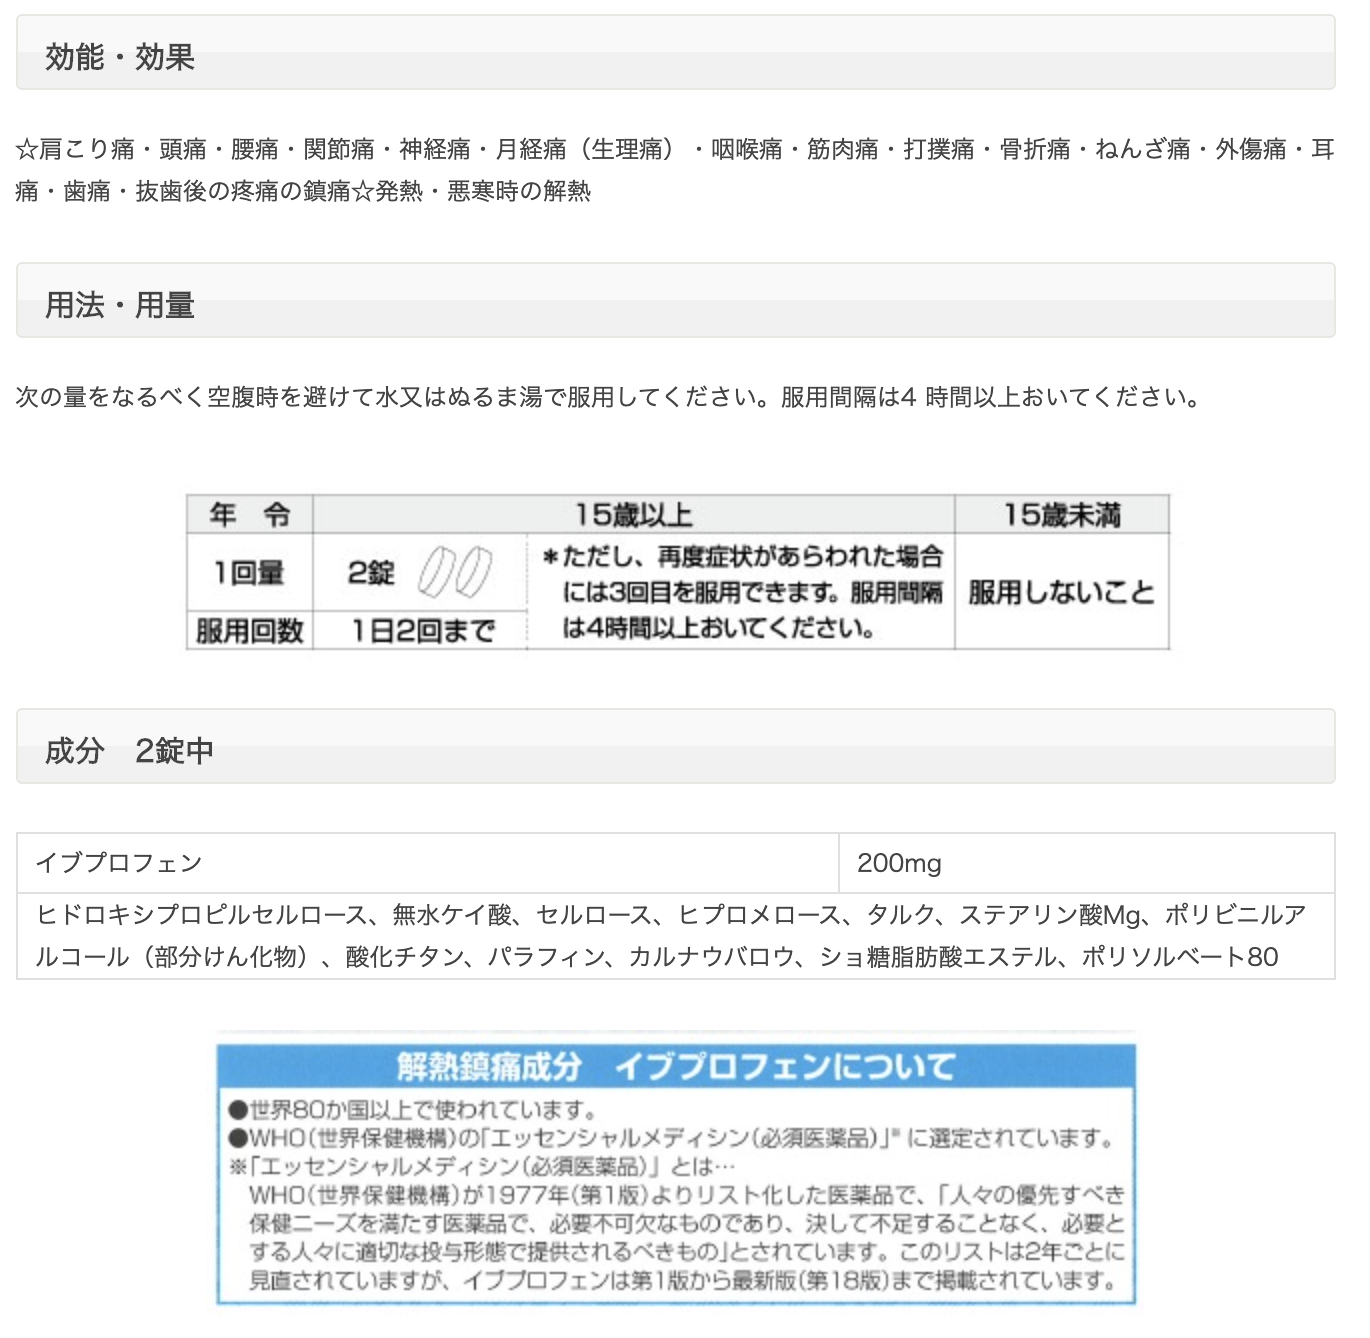 効能・効果
☆肩こり痛・頭痛・腰痛・関節痛・神経痛・月経痛（生理痛）・咽喉痛・筋肉痛・打撲痛・骨折痛・ねんざ痛・外傷痛・耳
痛・歯痛・抜歯後の疼痛の鎮痛☆発熱・悪寒時の解熱
用法・用量
次の量をなるべく空腹時を避けて水又はぬるま湯で服用してください。服用間隔は4 時間以上おいてください。
年　令 15歳以上 15歳未満
1回量 2錠
服用回数 1日2回まで
＊ただし、再度症状があらわれた場合
には3回目を服用できます。服用間隔
は4時間以上おいてください。
服用しないこと
成分　2錠中
イブプロフェン 200mg
ヒドロキシプロピルセルロース、無水ケイ酸、セルロース、ヒプロメロース、タルク、ステアリン酸Mg、ポリビニルア
ルコール（部分けん化物）、酸化チタン、パラフィン、カルナウバロウ、ショ糖脂肪酸エステル、ポリソルベート80
解熱鎮痛成分　イブプロフェンについて
●世界80か国以上で使われています。
●WHO(世界保健機構)の｢エッセンシャルメディシン(必須医薬品)｣※に選定されています。
※｢エッセンシャルメディシン(必須医薬品)｣とは…
WHO(世界保健機構)が1977年(第1版)よりリスト化した医薬品で、｢人々の優先すべき
保健ニーズを満たす医薬品で、必要不可欠なものであり、決して不足することなく、必要と
する人々に適切な投与形態で提供されるべきもの｣とされています。このリストは2年ごとに
見直されていますが、イブプロフェンは第1版から最新版(第18版)まで掲載されています。